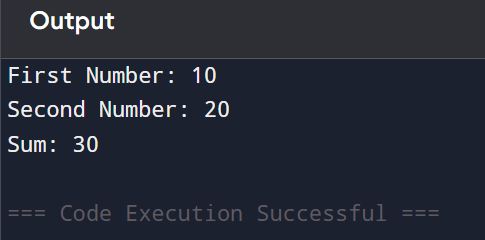 Output
First Number: 10
Second Number: 20
Sum: 30
=== Code Execution Successful ===